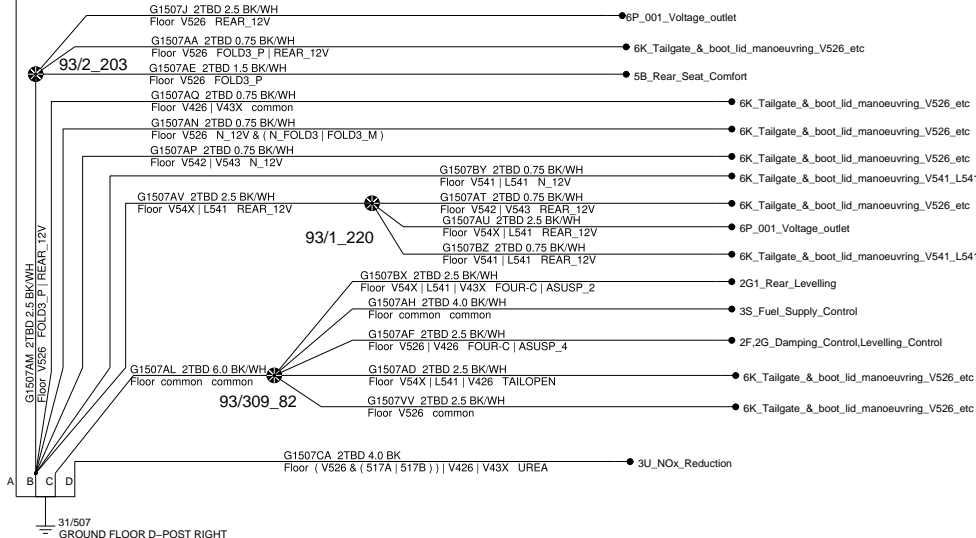 G1507J 2TBD 2.5 BK/WH
Floor V526 REAR_12V
6P_001_Voltage_outlet
G1507AA 2TBD 0.75 BK/WH
Floor V526 FOLD3_P | REAR_12V
6K_Tailgate_&_boot_lid_manoeuvring_V526_etc
93/2_203
G1507AE 2TBD 1.5 BK/WH
Floor V526 FOLD3_P
5B_Rear_Seat_Comfort
G1507AQ 2TBD 0.75 BK/WH
Floor V426 | V43X common
6K_Tailgate_&_boot_lid_manoeuvring_V526_etc
G1507AN 2TBD 0.75 BK/WH
Floor V526 N_12V & ( N_FOLD3 | FOLD3_M )
6K_Tailgate_&_boot_lid_manoeuvring_V526_etc
G1507AP 2TBD 0.75 BK/WH
Floor V542 | V543 N_12V
6K_Tailgate_&_boot_lid_manoeuvring_V526_etc
G1507BY 2TBD 0.75 BK/WH
Floor V541 | L541 N_12V
6K_Tailgate_&_boot_lid_manoeuvring_V541_L541
G1507AV 2TBD 2.5 BK/WH
Floor V54X | L541 REAR_12V
G1507AT 2TBD 0.75 BK/WH
Floor V542 | V543 REAR_12V
6K_Tailgate_&_boot_lid_manoeuvring_V526_etc
G1507AU 2TBD 2.5 BK/WH
Floor V54X | L541 REAR_12V
6P_001_Voltage_outlet
93/1_220
G1507BZ 2TBD 0.75 BK/WH
Floor V541 | L541 REAR_12V
6K_Tailgate_&_boot_lid_manoeuvring_V541_L541
G1507BX 2TBD 2.5 BK/WH
Floor V54X | L541 | V43X FOUR-C | ASUSP_2
2G1_Rear_Levelling
G1507AH 2TBD 4.0 BK/WH
Floor common common
3S_Fuel_Supply_Control
G1507AF 2TBD 2.5 BK/WH
Floor V526 | V426 FOUR-C | ASUSP_4
2F,2G_Damping_Control,Levelling_Control
G1507AM 2TBD 2.5 BK/WH
Floor V526 FOLD3_P | REAR_12V
G1507AL 2TBD 6.0 BK/WH
Floor common common
G1507AD 2TBD 2.5 BK/WH
Floor V54X | L541 | V426 TAILOPEN
6K_Tailgate_&_boot_lid_manoeuvring_V526_etc
93/309_82
G1507VV 2TBD 2.5 BK/WH
Floor V526 common
6K_Tailgate_&_boot_lid_manoeuvring_V526_etc
G1507CA 2TBD 4.0 BK
Floor ( V526 & ( 517A | 517B ) ) | V426 | V43X UREA
3U_NOx_Reduction
A B C D
31/507
GROUND FLOOR D-POST RIGHT